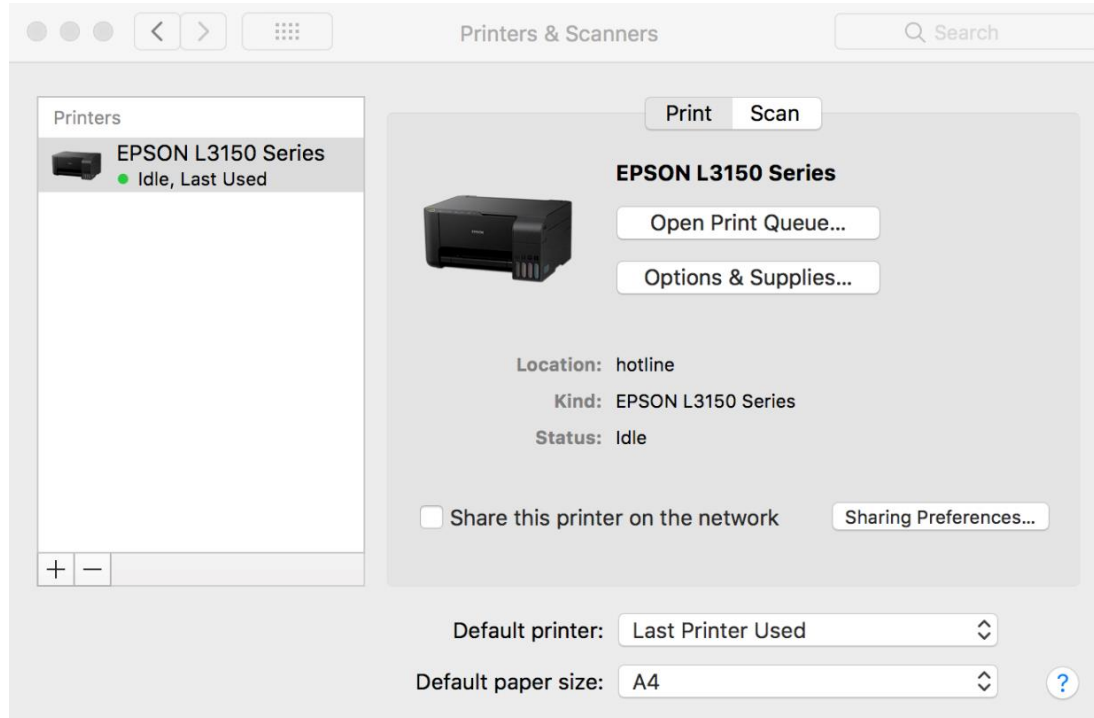 Printers & Scanners
Search
Printers
EPSON L3150 Series
Idle, Last Used
Print Scan
EPSON L3150 Series
Open Print Queue...
Options & Supplies...
Location: hotline
Kind: EPSON L3150 Series
Status: Idle
Share this printer on the network
Sharing Preferences...
Default printer: Last Printer Used
Default paper size: A4
?